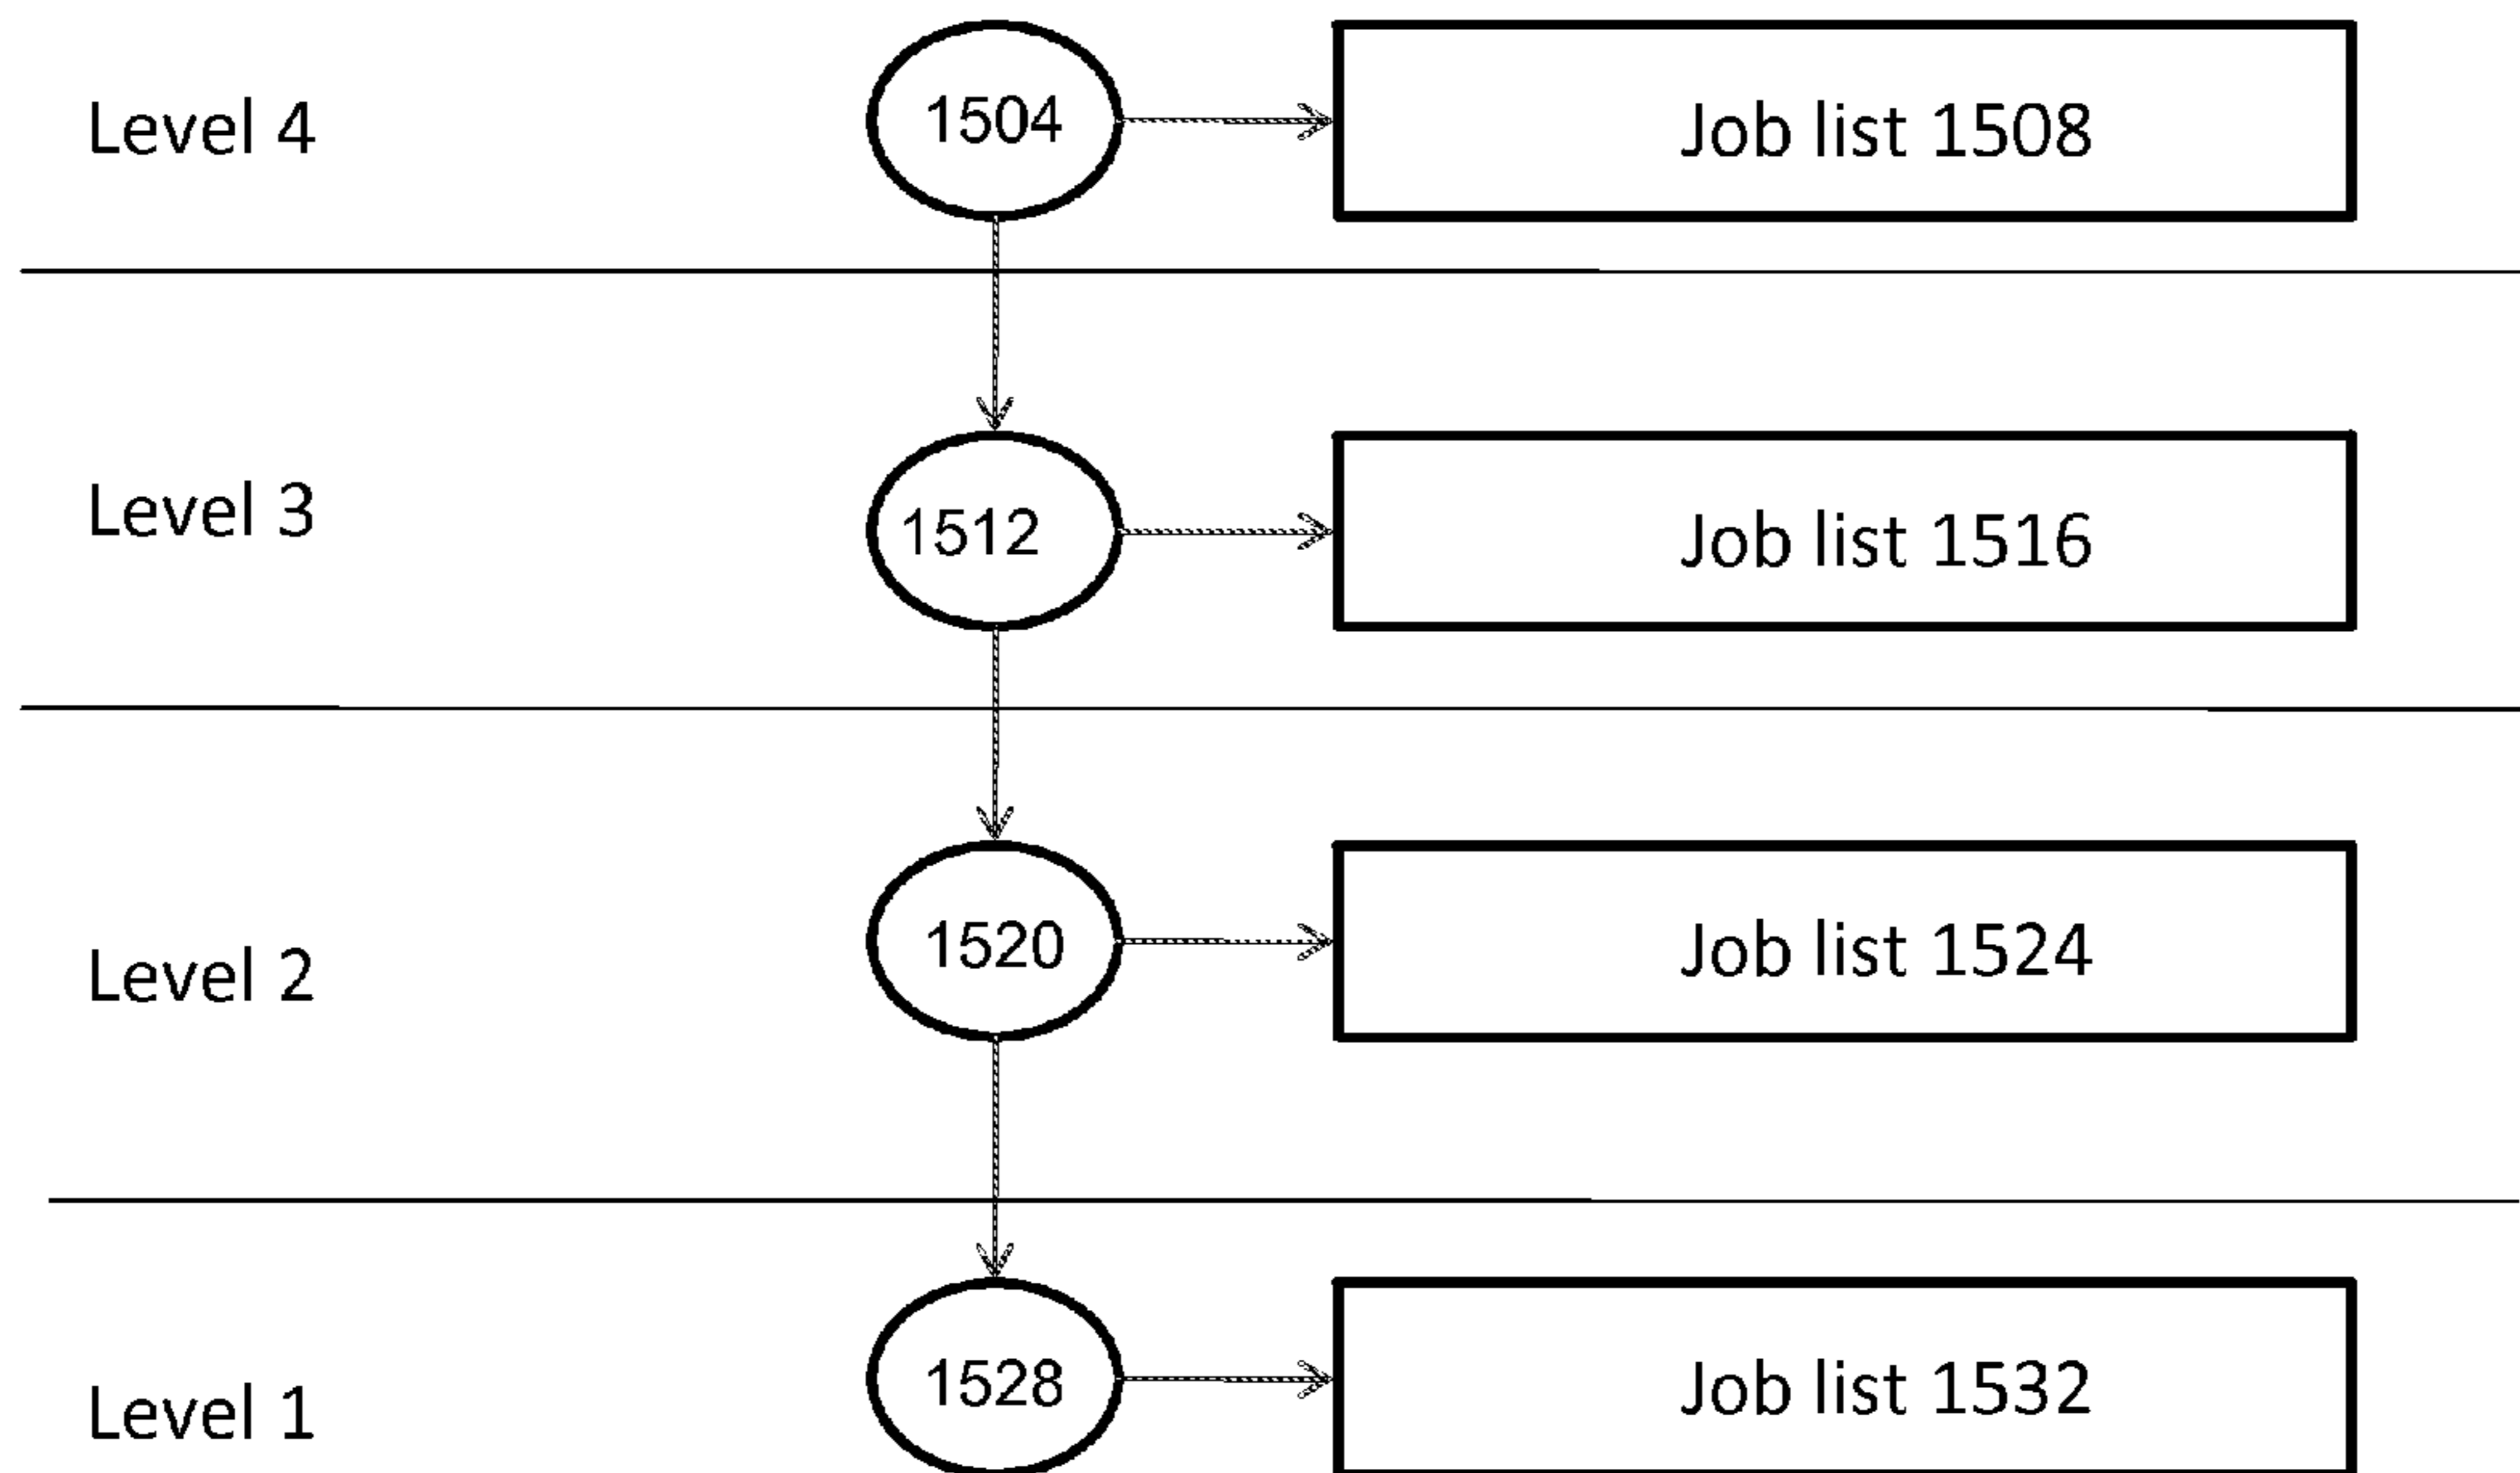 Level 4
1504
Job list 1508
Level 3
1512
Job list 1516
Level 2
1520
Job list 1524
Level 1
1528
Job list 1532